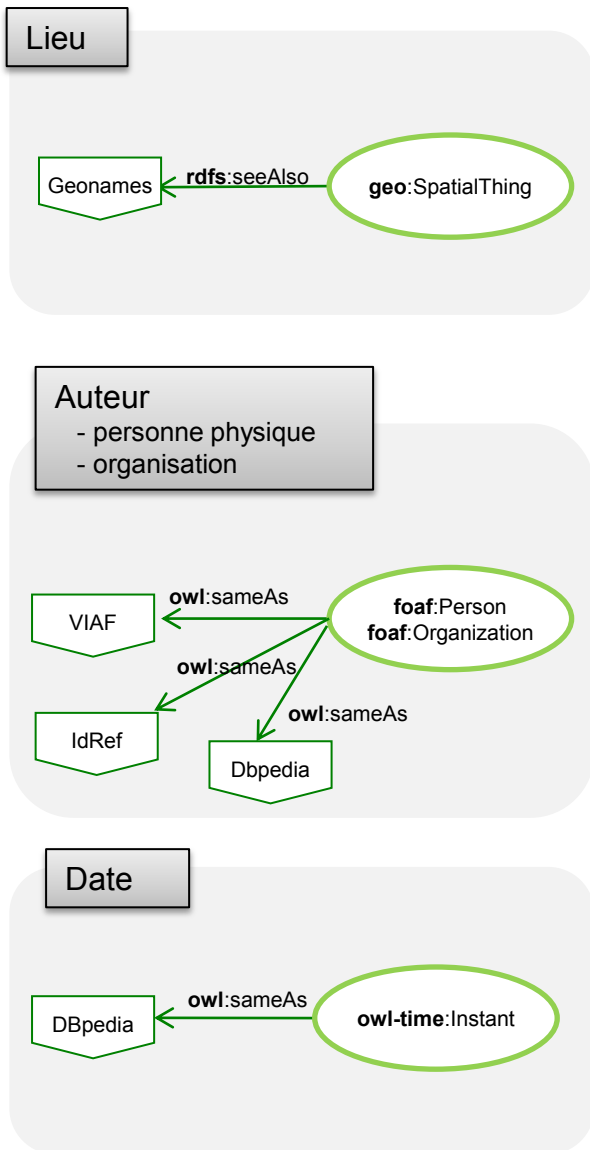 Lieu
Geonames
rdfs:seeAlso
geo:SpatialThing
Auteur
- personne physique
- organisation
owl:sameAs
VIAF
foaf:Person
foaf:Organization
owl:sameAs
IdRef
owl:sameAs
Dbpedia
Date
owl:sameAs
DBpedia
owl-time:Instant